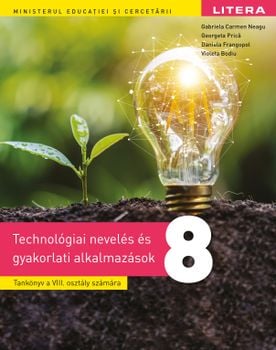 MINISTERUL EDUCAȚIEI ȘI CERCETĂRII
LITERA
Gabriela Carmen Neagu
Georgeta Prică
Daniela Frangopol
Violeta Bodiu
Technológiai nevelés és
gyakorlati alkalmazások
8
Tankönyv a VIII. osztály számára